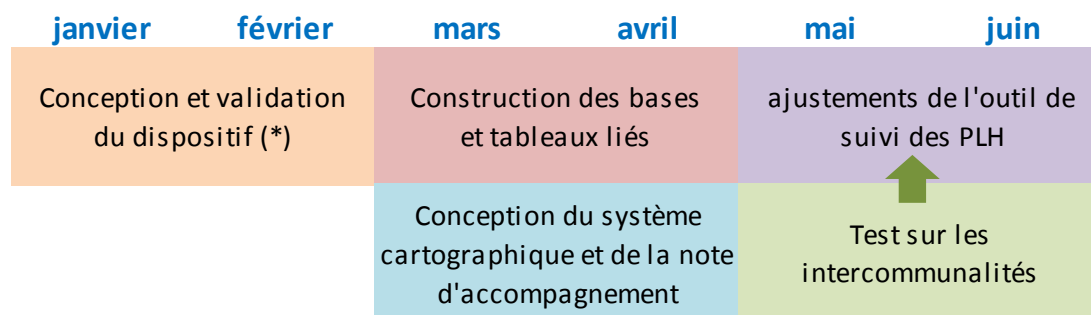 janvier février mars avril mai juin
Conception et validation
du dispositif (*)
Construction des bases
et tableaux liés
ajustements de l'outil de
suivi des PLH
Conception du système
cartographique et de la note
d'accompagnement
Test sur les
intercommunalités